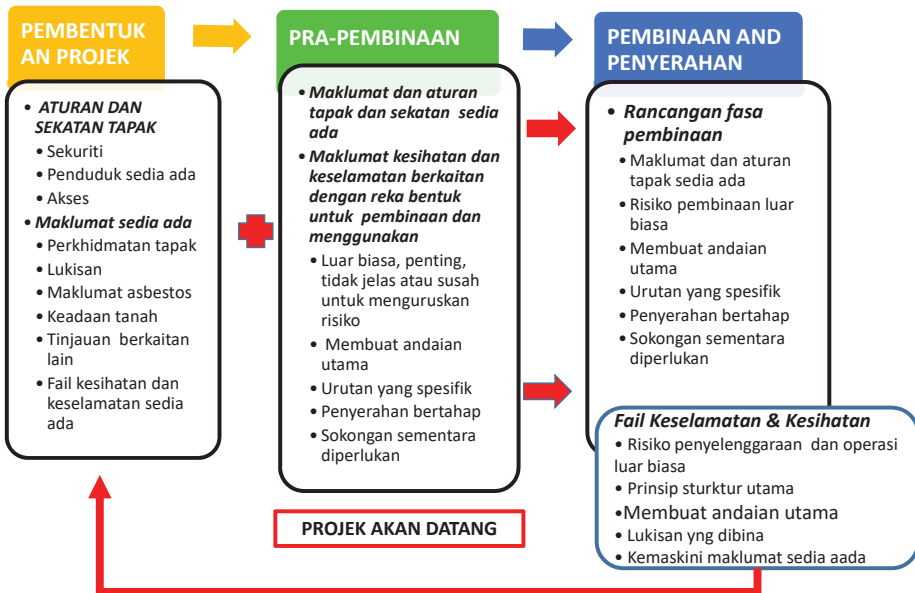 PEMBENTUK
AN PROJEK
• ATURAN DAN
SEKATAN TAPAK
• Sekuriti
• Penduduk sedia ada
• Akses
• Maklumat sedia ada
• Perkhidmatan tapak
• Lukisan
• Maklumat asbestos
• Keadaan tanah
• Tinjauan berkaitan
lain
• Fail kesihatan dan
keselamatan sedia
ada
PRA-PEMBINAAN
• Maklumat dan aturan
tapak dan sekatan sedia
ada
• Maklumat kesihatan dan
keselamatan berkaitan
dengan reka bentuk
untuk pembinaan dan
menggunakan
• Luar biasa, penting,
tidak jelas atau susah
untuk menguruskan
risiko
• Membuat andaian
utama
• Urutan yang spesifik
• Penyerahan bertahap
• Sokongan sementara
diperlukan
PEMBINAAN AND
PENYERAHAN
• Rancangan fasa
pembinaan
• Maklumat dan aturan
tapak sedia ada
• Risiko pembinaan luar
biasa
• Membuat andaian
utama
• Urutan yang spesifik
• Penyerahan bertahap
• Sokongan sementara
diperlukan
Fail Keselamatan & Kesihatan
• Risiko penyelenggaraan dan operasi
luar biasa
• Prinsip sturktur utama
•Membuat andaian utama
• Lukisan yng dibina
• Kemaskini maklumat sedia aada
PROJEK AKAN DATANG